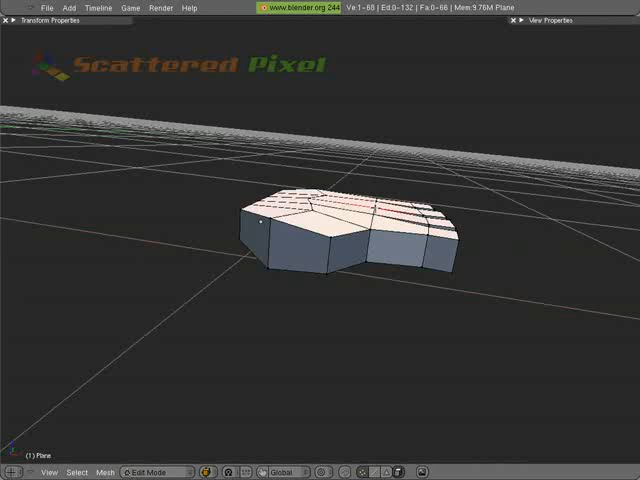 File Add Timeline Game Render Help www.blender.org 244 Ve:1-68 | Ed:0-132 | Fa:0-66 | Mem:9.76M Plane
Transform Properties View Properties
Scattered Pixel
(1) Plane
View Select Mesh Edit Mode Global